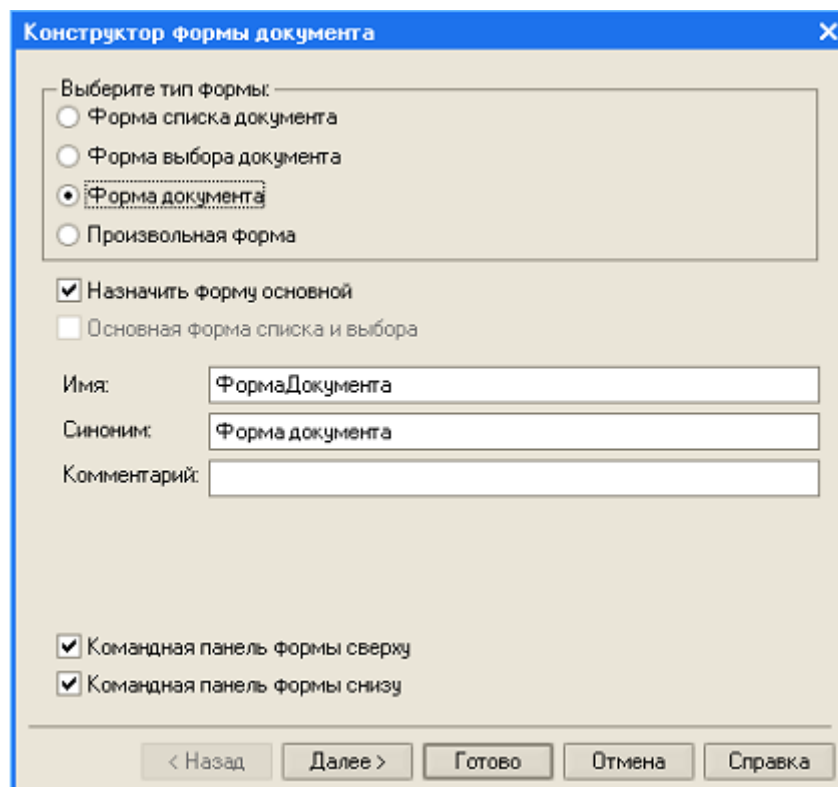 Конструктор формы документа
Выберите тип формы:
Форма списка документа
Форма выбора документа
Форма документа
Произвольная форма
Назначить форму основной
Основная форма списка и выбора
Имя: ФормаДокумента
Синоним: Форма документа
Комментарий:
Командная панель формы сверху
Командная панель формы снизу
< Назад Далее > Готово Отмена Справка